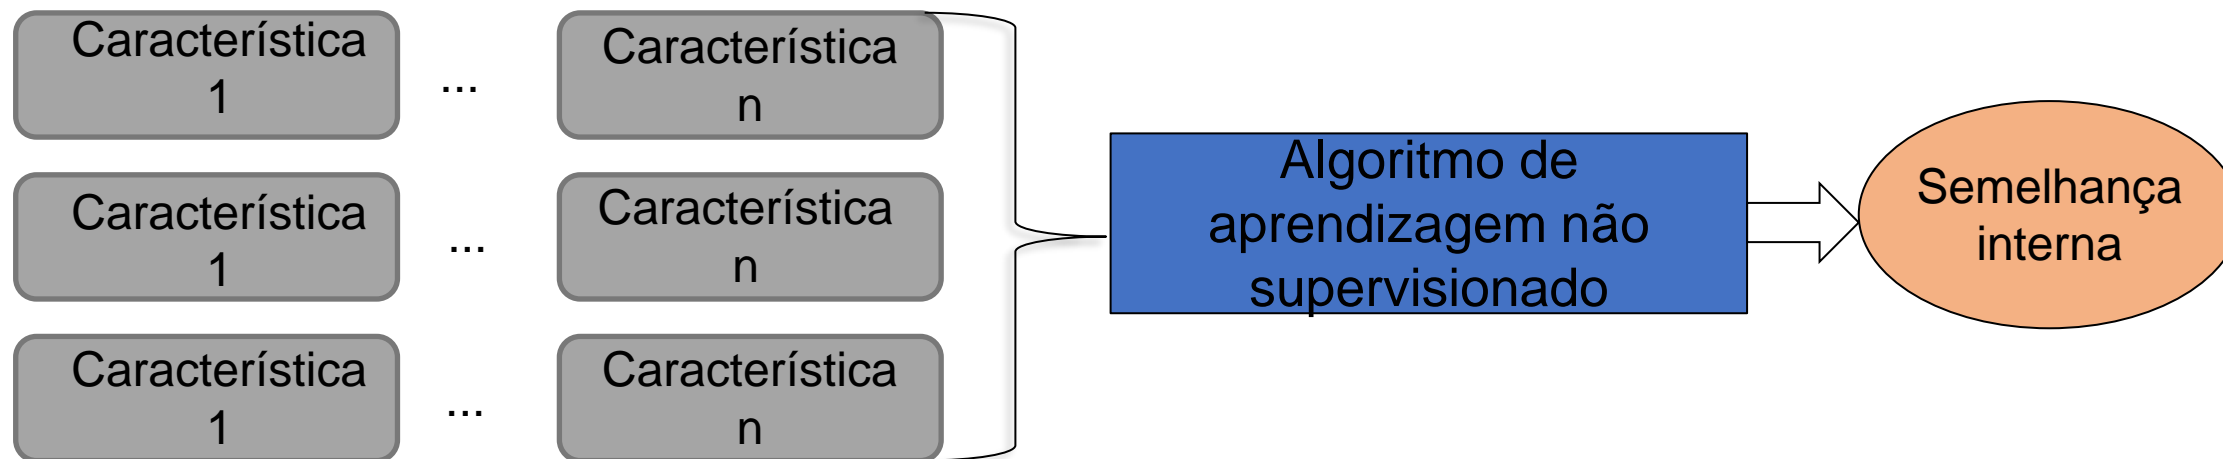 Característica
1
...
Característica
n
Característica
1
...
Característica
n
Característica
1
...
Característica
n
Algoritmo de
aprendizagem não
supervisionado
Semelhança
interna